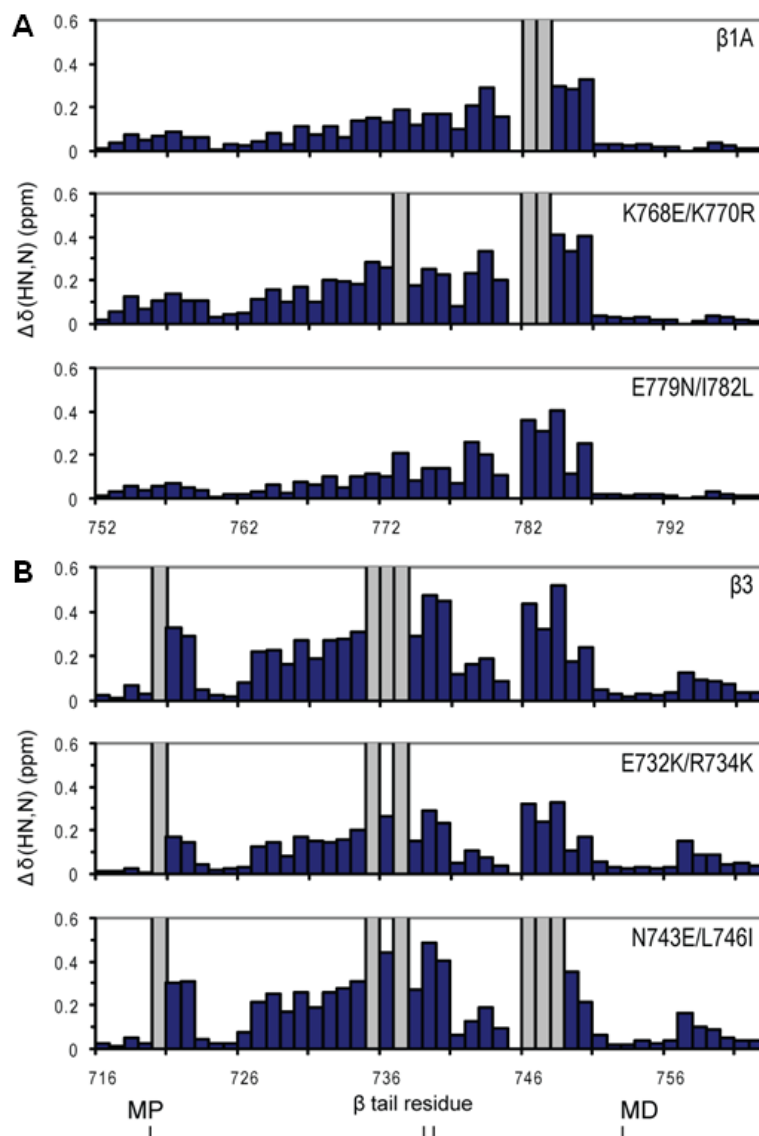 A
0.6
0.4
0.2
0
β1A
0.6
0.4
0.2
0
K768E/K770R
Δδ(HN,N) (ppm)
0.6
0.4
0.2
0
E779N/I782L
752 762 772 782 792
B
0.6
0.4
0.2
0
β3
0.6
0.4
0.2
0
E732K/R734K
Δδ(HN,N) (ppm)
0.6
0.4
0.2
0
N743E/L746I
716 726 736 746 756
MP β tail residue MD